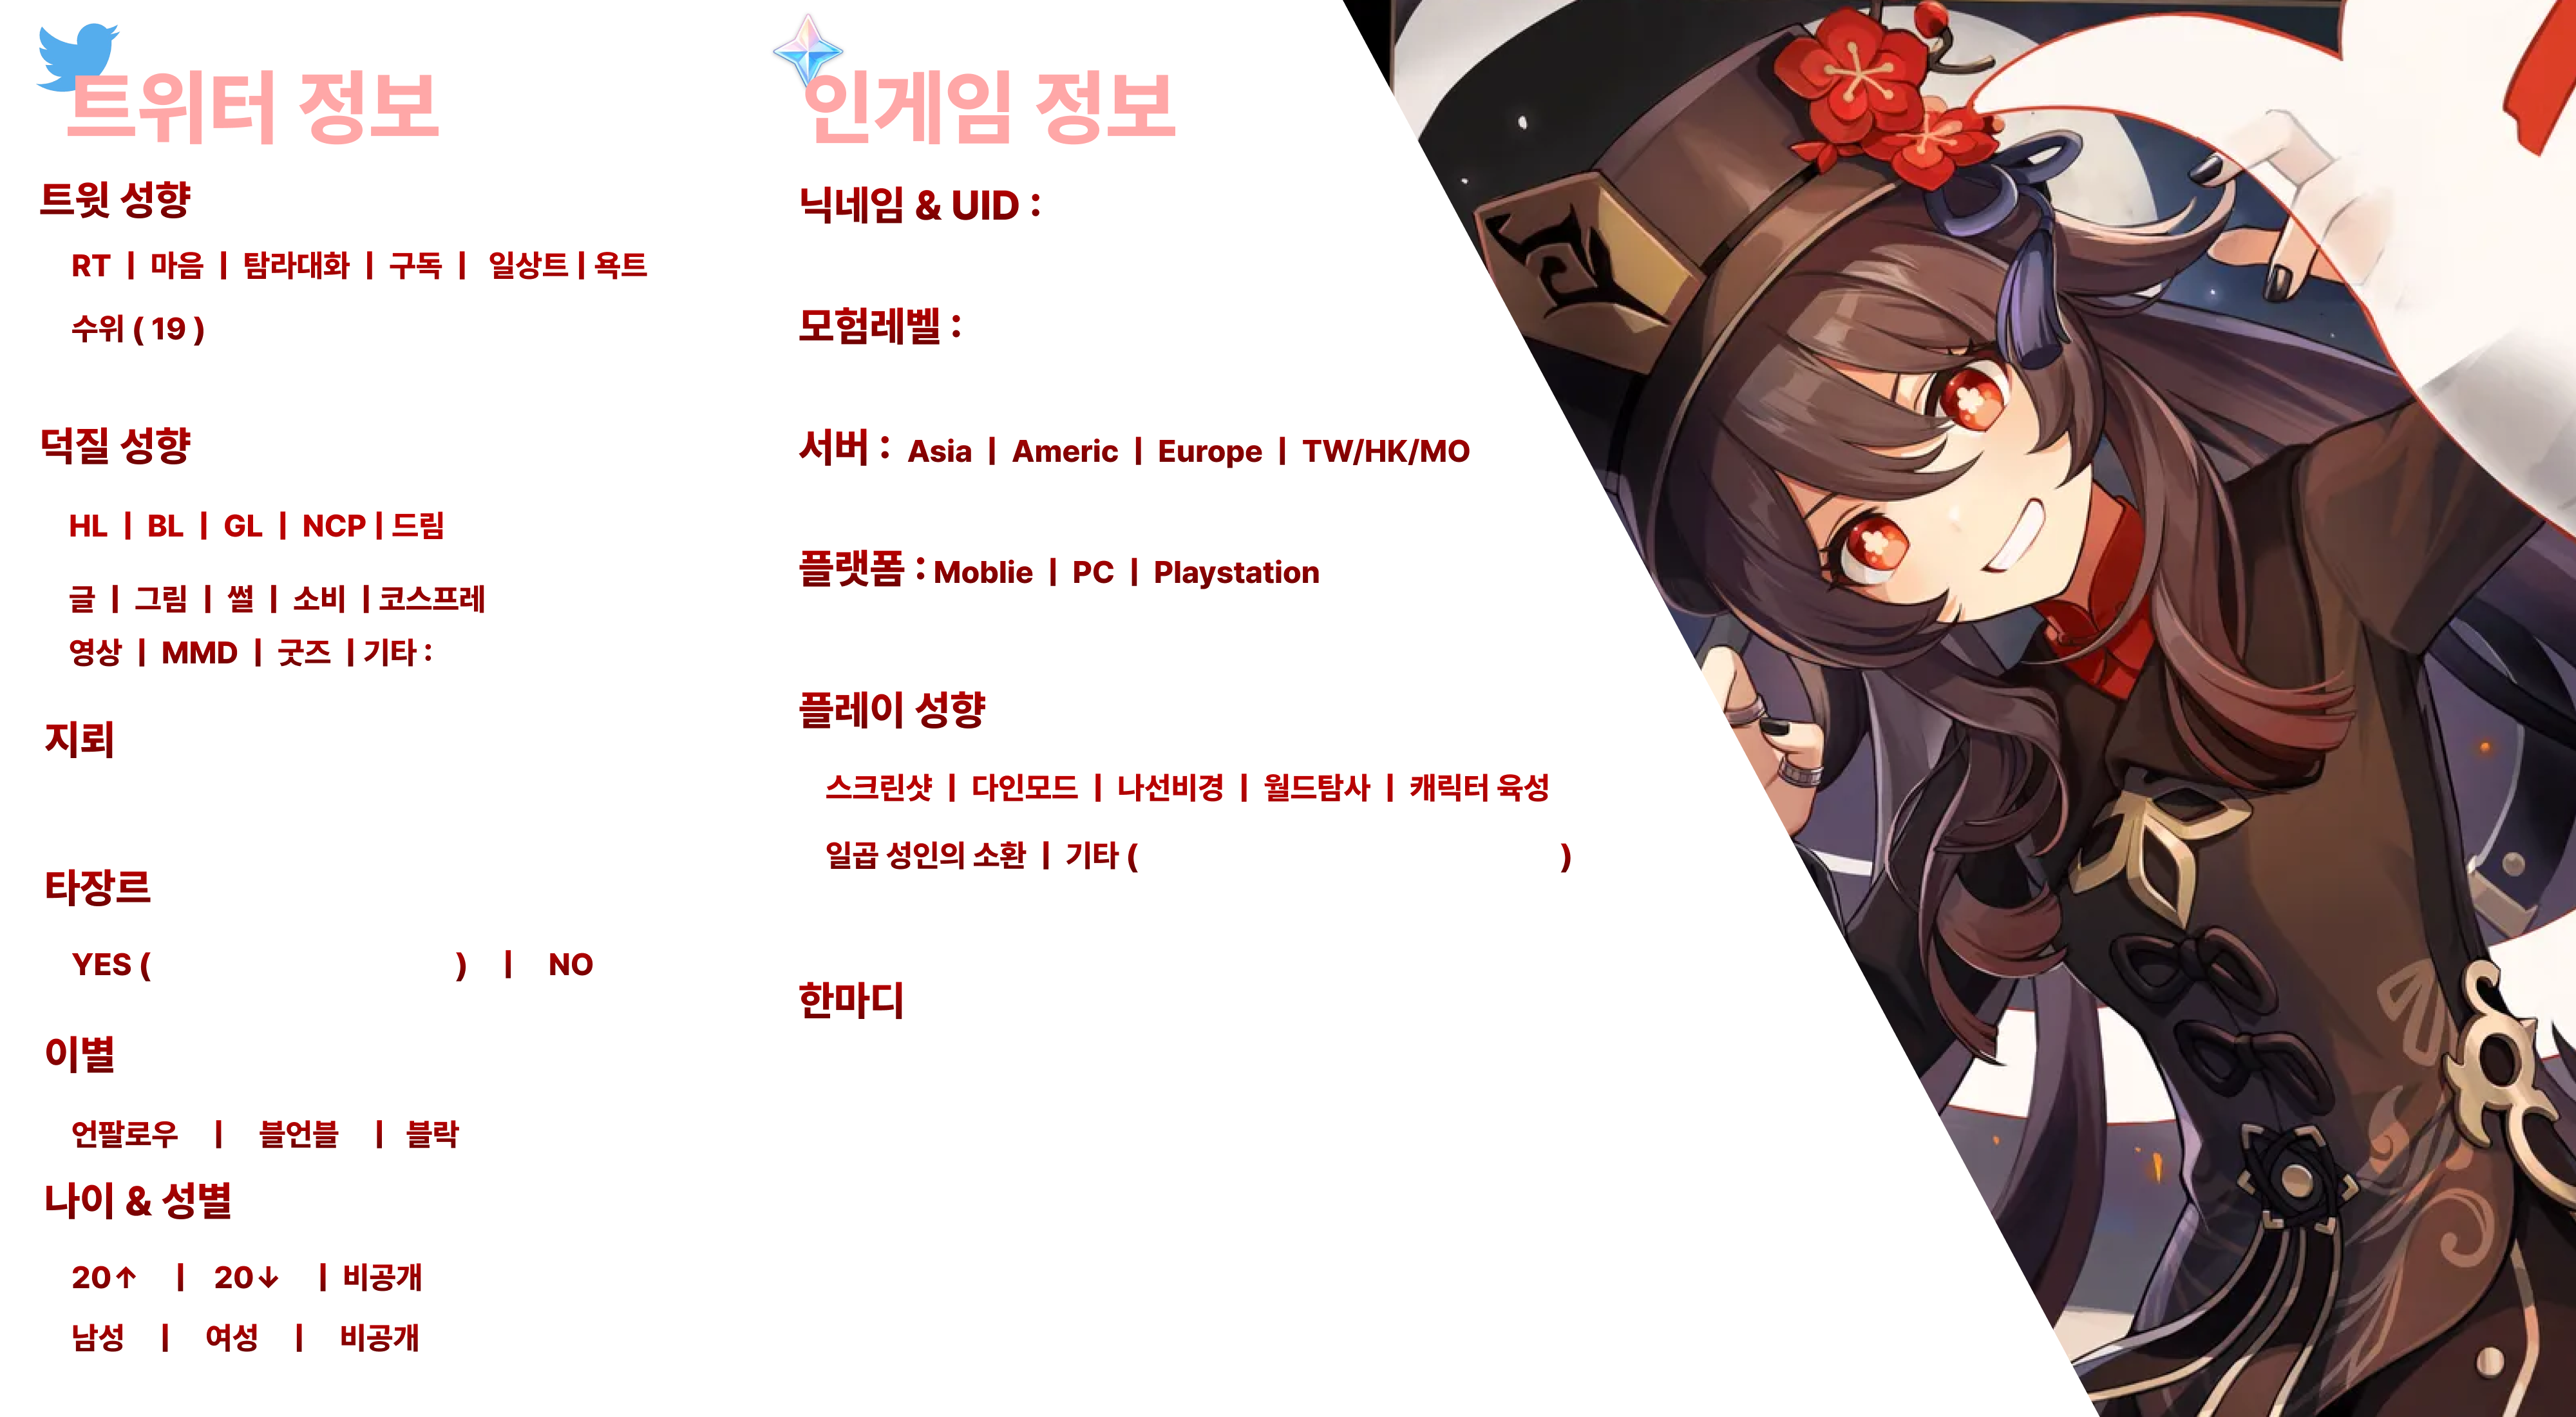 트위터 정보
트윗 성향
RT | 마음 | 탐라대화 | 구독 | 일상트 | 욕트
수위 ( 19 )
덕질 성향
HL | BL | GL | NCP | 드림
글 | 그림 | 썰 | 소비 | 코스프레
영상 | MMD | 굿즈 | 기타 :
지뢰
타장르
YES ( ) | NO
이별
언팔로우 | 블언블 | 블락
나이 & 성별
20↑ | 20↓ | 비공개
남성 | 여성 | 비공개
인게임 정보
닉네임 & UID :
모험레벨 :
서버 : Asia | Americ | Europe | TW/HK/MO
플랫폼 : Moblie | PC | Playstation
플레이 성향
스크린샷 | 다인모드 | 나선비경 | 월드탐사 | 캐릭터 육성
일곱 성인의 소환 | 기타 ( )
한마디